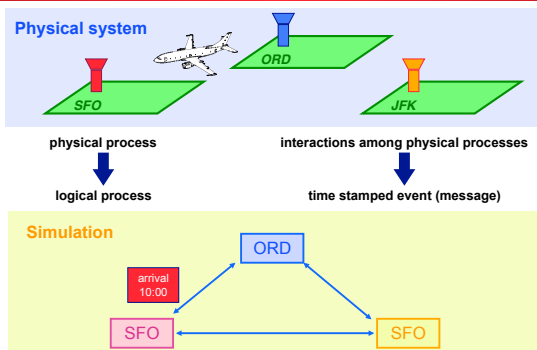 Physical system
ORD
SFO
JFK
physical process
interactions among physical processes
logical process
time stamped event (message)
Simulation
ORD
arrival
10:00
SFO
SFO